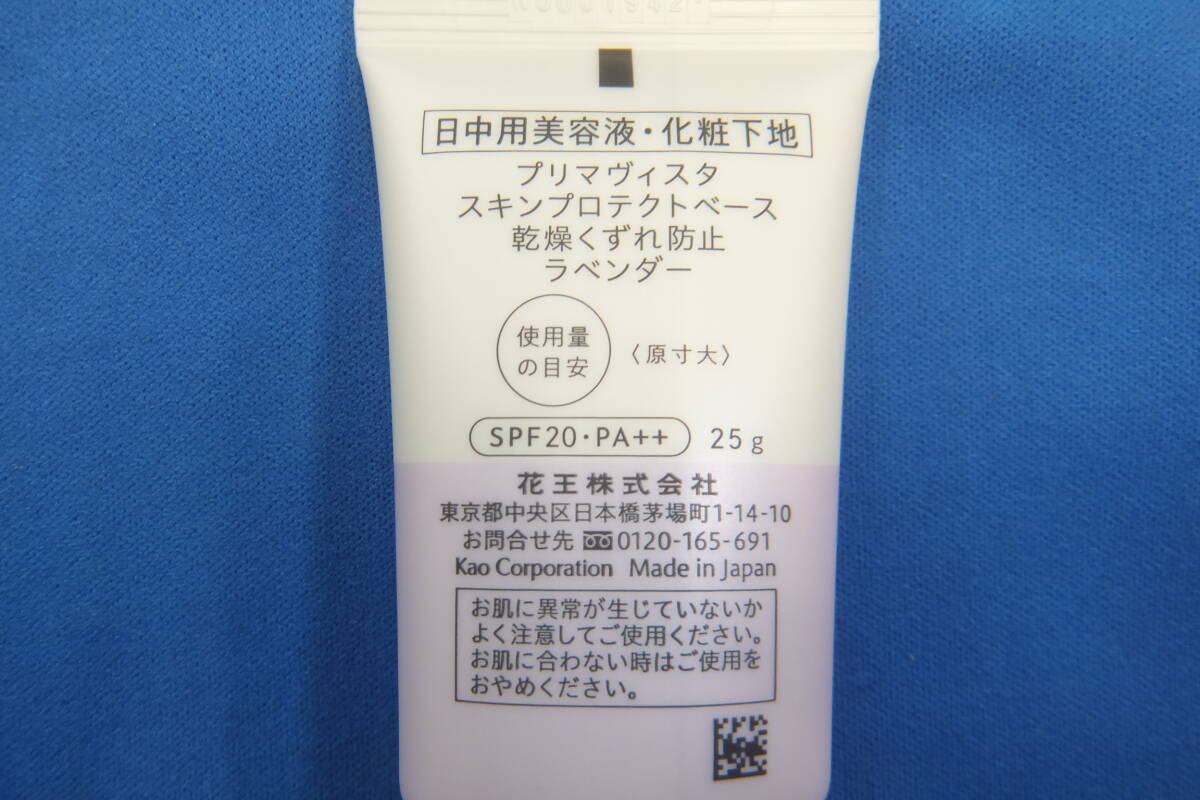 日中用美容液・化粧下地
プリマヴィスタ
スキンプロテクトベース
乾燥くずれ防止
ラベンダー
使用量
の目安
〈原寸大〉
SPF20・PA++ 25g
花王株式会社
東京都中央区日本橋茅場町1-14-10
お問合せ先 0120-165-691
Kao Corporation Made in Japan
お肌に異常が生じていないか
よく注意してご使用ください。
お肌に合わない時はご使用を
おやめください。